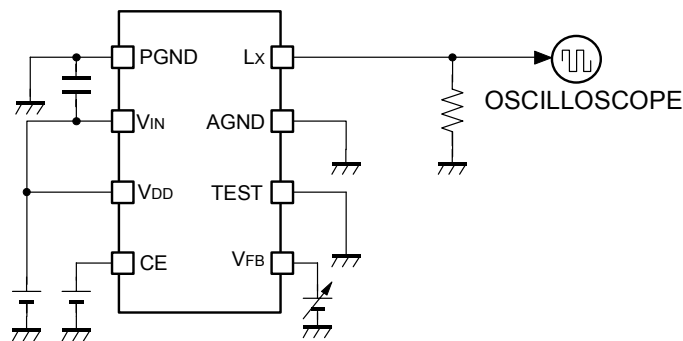 PGND
Lx
OSCILLOSCOPE
VIN
AGND
VDD
TEST
CE
VFB